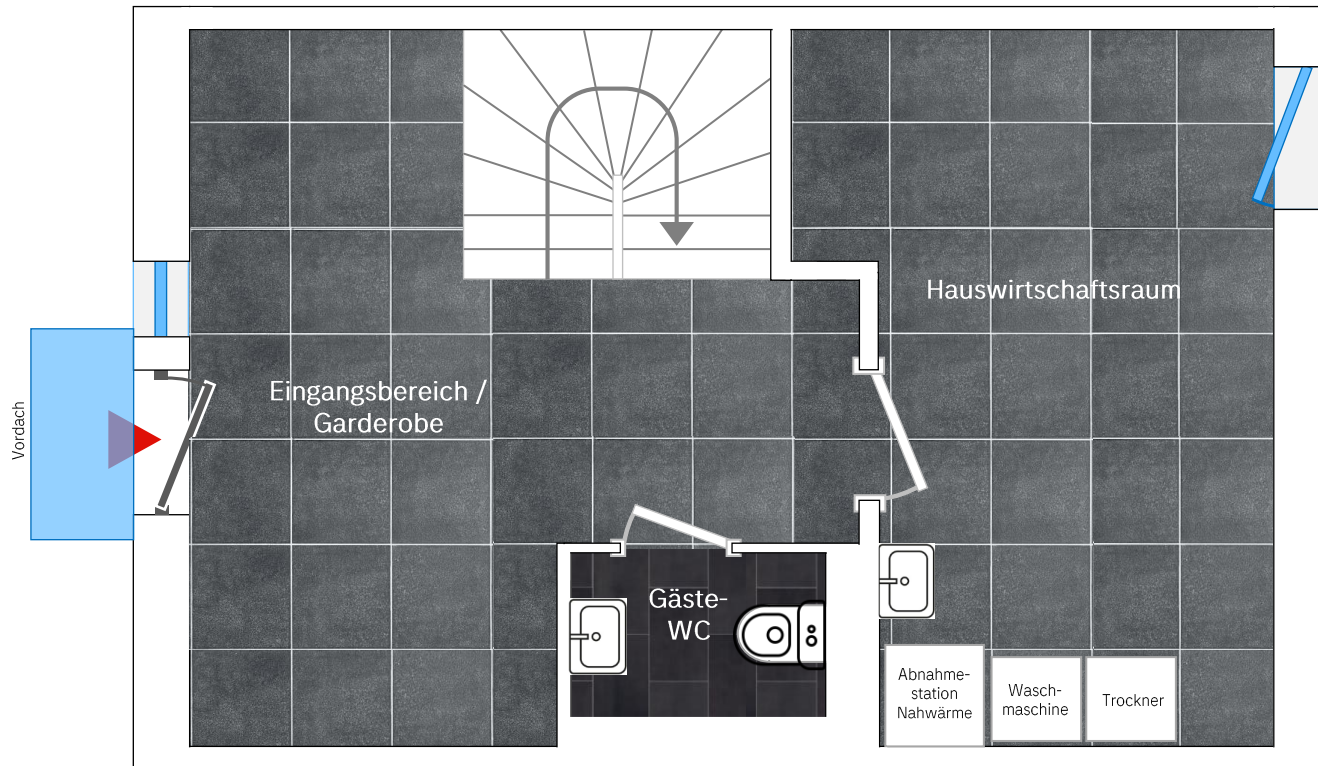 Hauswirtschaftsraum
Eingangsbereich /
Garderobe
Vordach
Gäste-
WC
Abnahme-
station
Nahwärme
Wasch-
maschine
Trockner